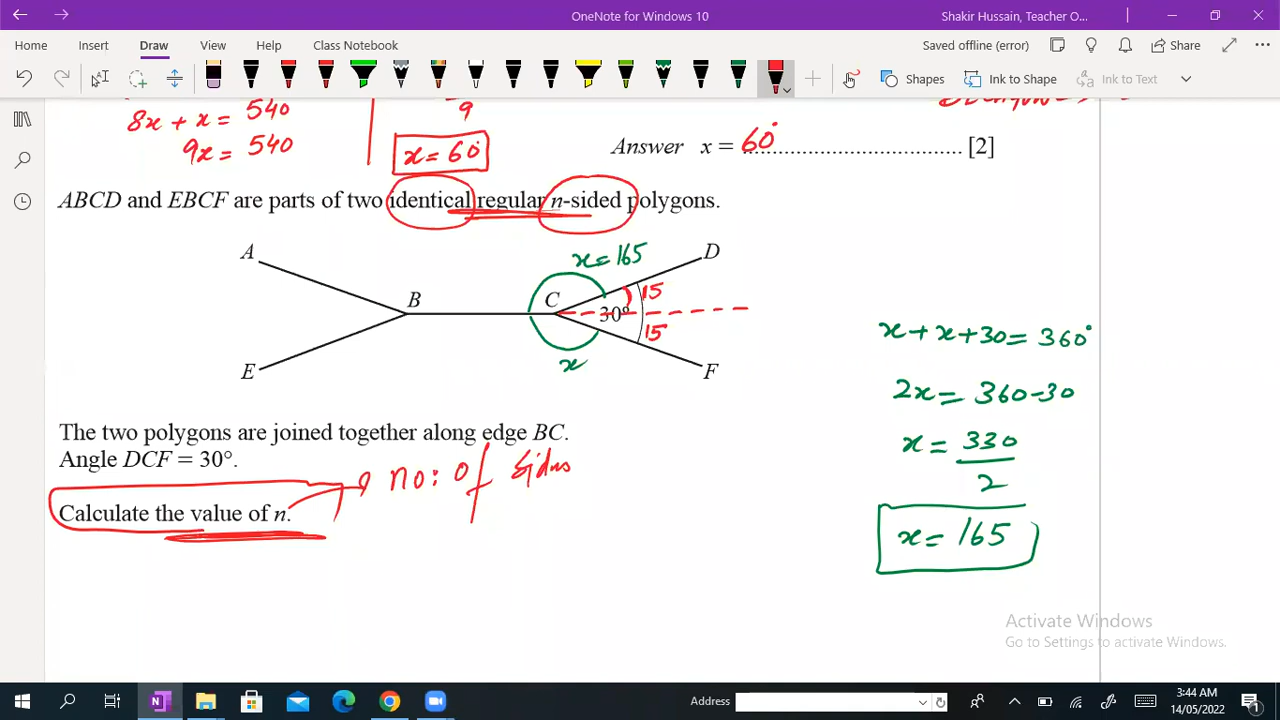 OneNote for Windows 10
Shakir Hussain, Teacher O...
Home Insert Draw View Help Class Notebook
Saved offline (error) Share
Shapes Ink to Shape Ink to Text
8x + x = 540
9x = 540
9
x = 60°
Answer x = 60° [2]
ABCD and EBCF are parts of two identical regular n-sided polygons.
A
B
C
D
E
F
x = 165
15
30°
15
x
x + x + 30 = 360°
2x = 360 - 30
x = 330
2
x = 165
The two polygons are joined together along edge BC.
Angle DCF = 30°.
no: of sides
Calculate the value of n.
Activate Windows
Go to Settings to activate Windows.
Address
3:44 AM
14/05/2022